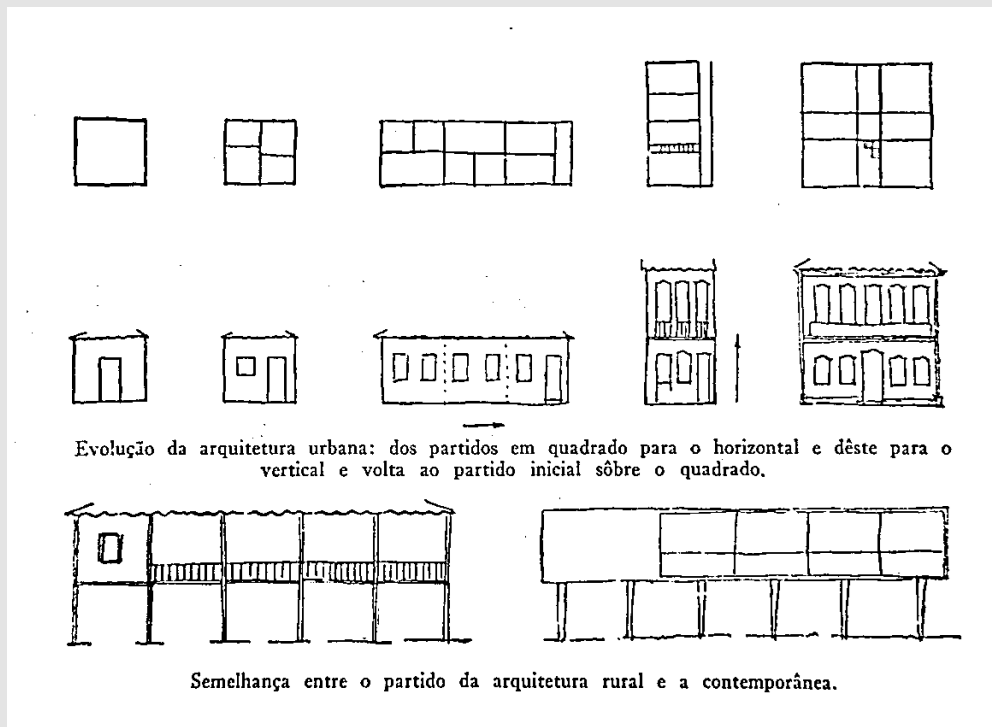 Evolução da arquitetura urbana: dos partidos em quadrado para o horizontal e dêste para o
vertical e volta ao partido inicial sôbre o quadrado.
Semelhança entre o partido da arquitetura rural e a contemporânea.